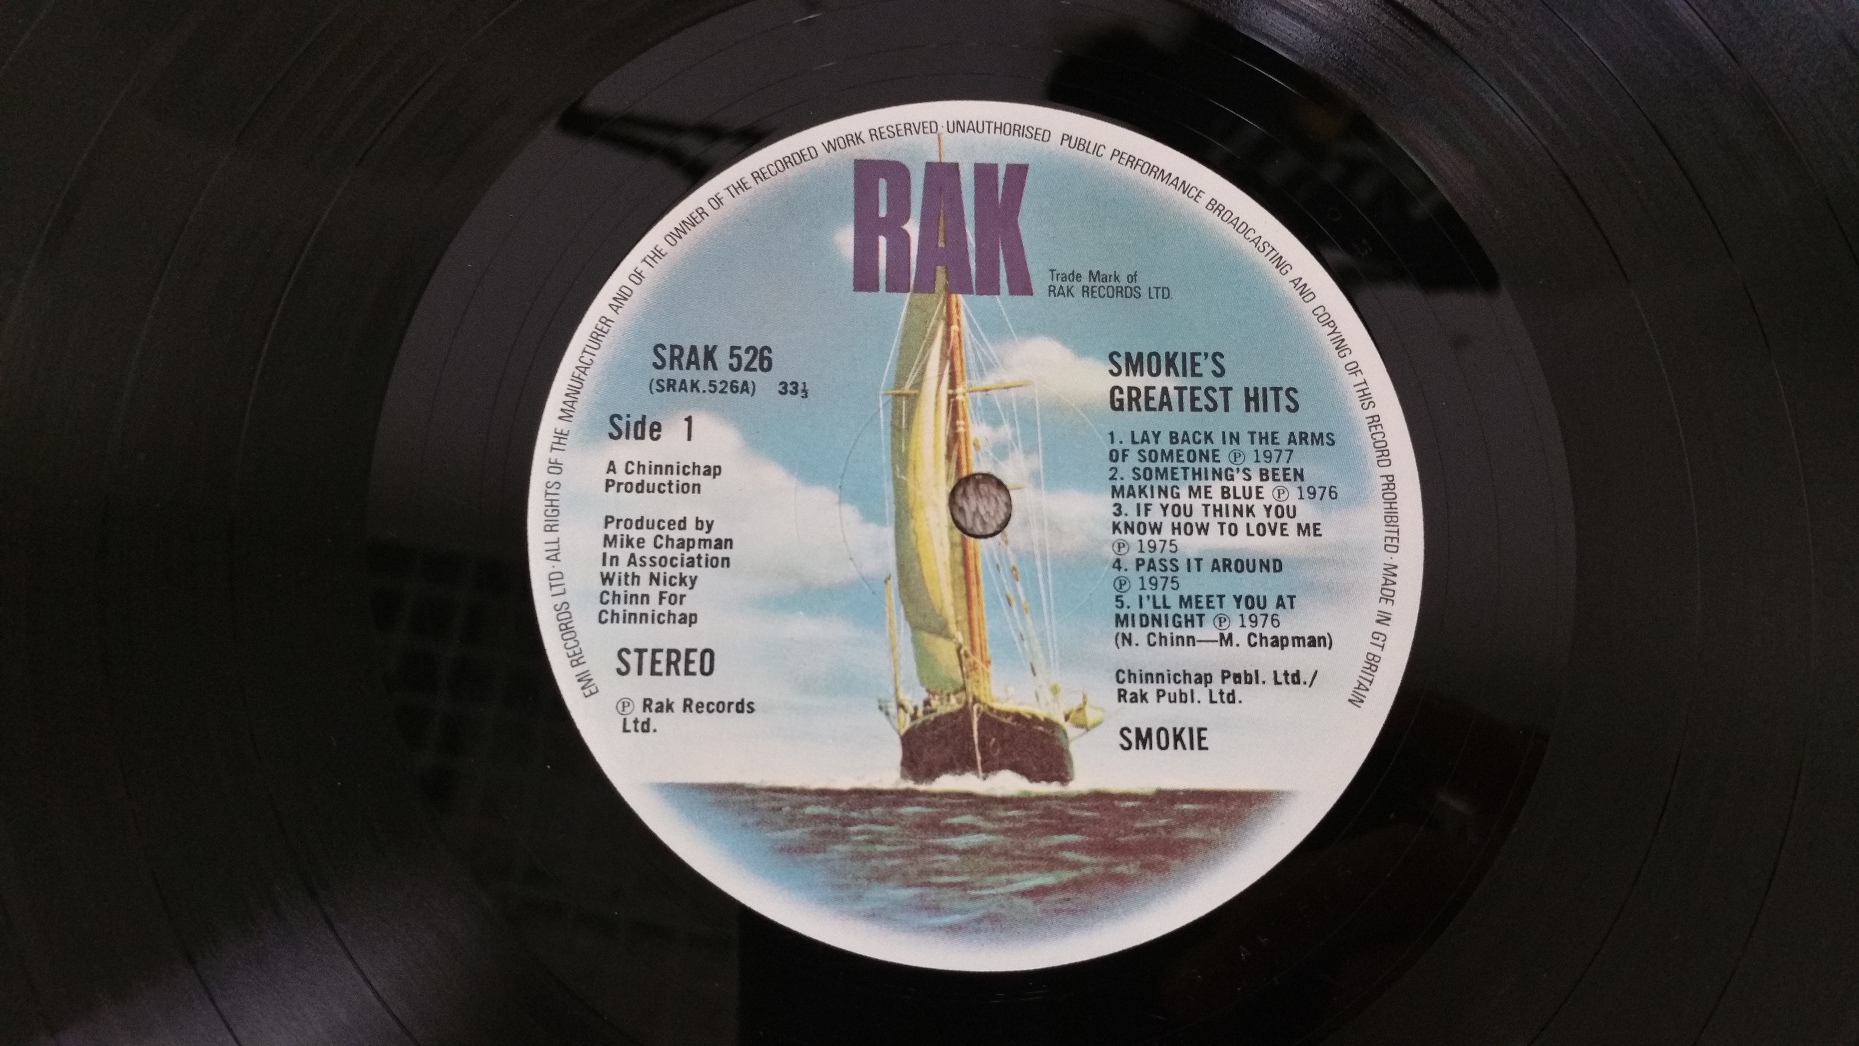 EMI RECORDS LTD · ALL RIGHTS OF THE MANUFACTURER AND OF THE OWNER OF THE RECORDED WORK RESERVED · UNAUTHORISED PUBLIC PERFORMANCE BROADCASTING AND COPYING OF THIS RECORD PROHIBITED · MADE IN GT BRITAIN
RAK
Trade Mark of
RAK RECORDS LTD.
SRAK 526
(SRAK.526A) 33⅓
Side 1
A Chinnichap
Production
Produced by
Mike Chapman
In Association
With Nicky
Chinn For
Chinnichap
STEREO
℗ Rak Records
Ltd.
SMOKIE'S
GREATEST HITS
1. LAY BACK IN THE ARMS
OF SOMEONE ℗ 1977
2. SOMETHING'S BEEN
MAKING ME BLUE ℗ 1976
3. IF YOU THINK YOU
KNOW HOW TO LOVE ME
℗ 1975
4. PASS IT AROUND
℗ 1975
5. I'LL MEET YOU AT
MIDNIGHT ℗ 1976
(N. Chinn—M. Chapman)
Chinnichap Publ. Ltd./
Rak Publ. Ltd.
SMOKIE